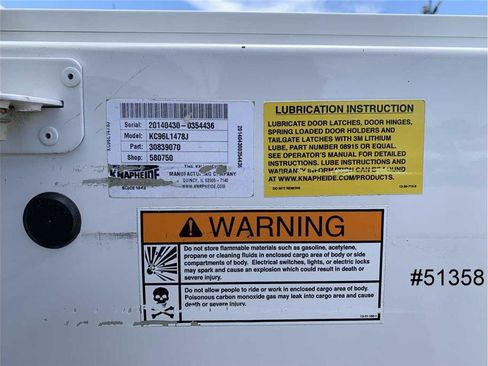 Serial: 20140430-0354436
Model: KC96L1478J
Part: 30839070
Shop: 580750
201404300354436
KNAPHEIDE
MANUFACTURING COMPANY
QUINCY, IL
LUBRICATION INSTRUCTION
LUBRICATE DOOR LATCHES, DOOR HINGES,
SPRING LOADED DOOR HOLDERS AND
TAILGATE LATCHES WITH 3M LITHIUM
LUBE, PART NUMBER 08915 OR EQUAL.
SEE OPERATOR'S MANUAL FOR DETAILED
INSTRUCTIONS. LUBE INSTRUCTIONS AND
WARRANTY INFORMATION CAN BE FOUND
AT WWW.KNAPHEIDE.COM/PRODUCTS.
DO NOT REMOVE
WARNING
Do not store flammable materials such as gasoline, acetylene,
propane or cleaning fluids in enclosed cargo area of body or side
compartments of body. Electrical switches, lights, or electric locks
may spark and cause an explosion which could result in death or
severe injury.
Do not allow people to ride or work in enclosed cargo area of body.
Poisonous carbon monoxide gas may leak into cargo area and cause
death or severe injury.
#51358